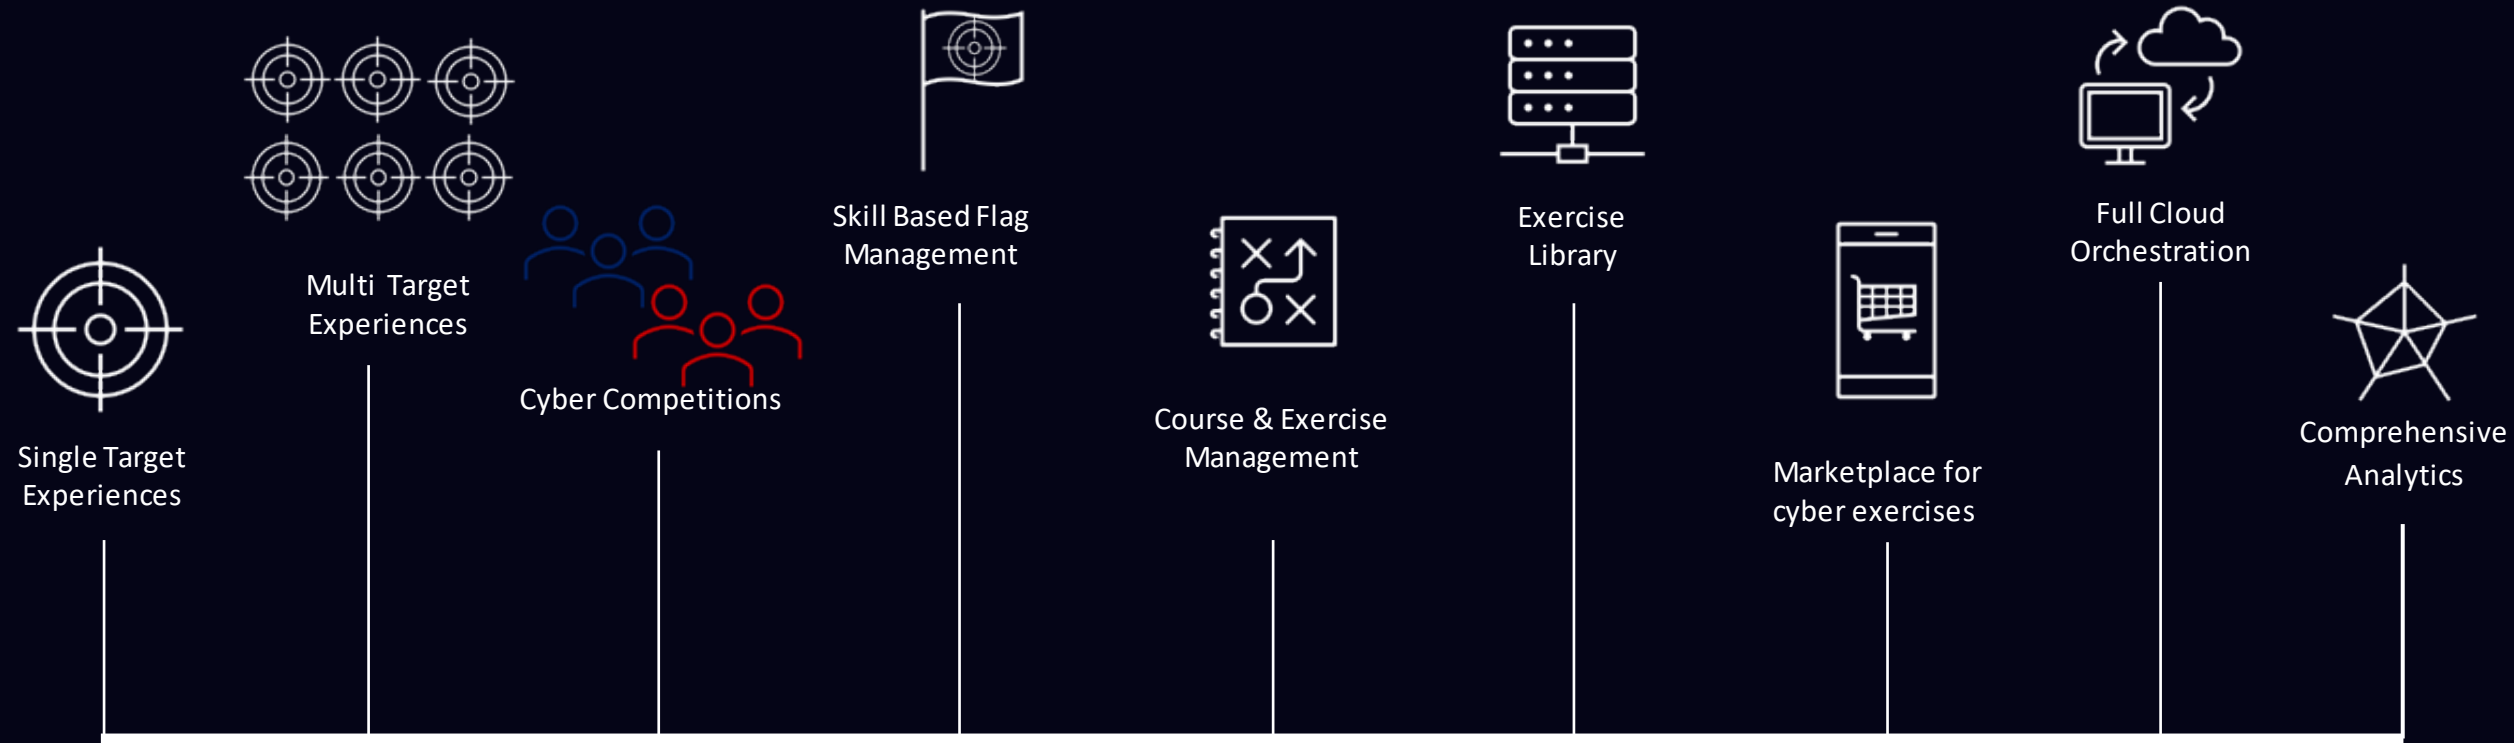 Single Target
Experiences
Multi Target
Experiences
Cyber Competitions
Skill Based Flag
Management
Course & Exercise
Management
Exercise
Library
Marketplace for
cyber exercises
Full Cloud
Orchestration
Comprehensive
Analytics